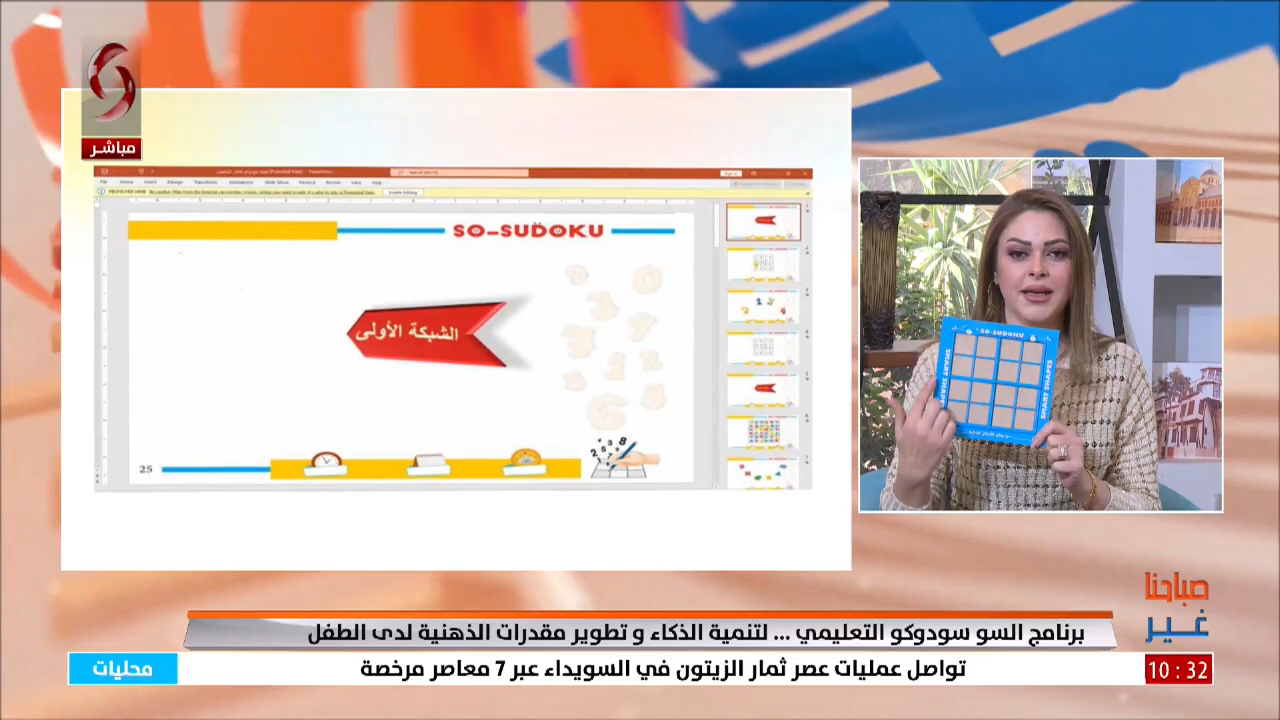 مباشر
SO-SUDOKU
الشبكة الأولى
25
SO-SUDOKU
SMART SHAPES
SMART SHAPES
صباحنا
غير
برنامج السو سودوكو التعليمي ... لتنمية الذكاء و تطوير مقدرات الذهنية لدى الطفل
محليات
تواصل عمليات عصر ثمار الزيتون في السويداء عبر 7 معاصر مرخصة
10:32